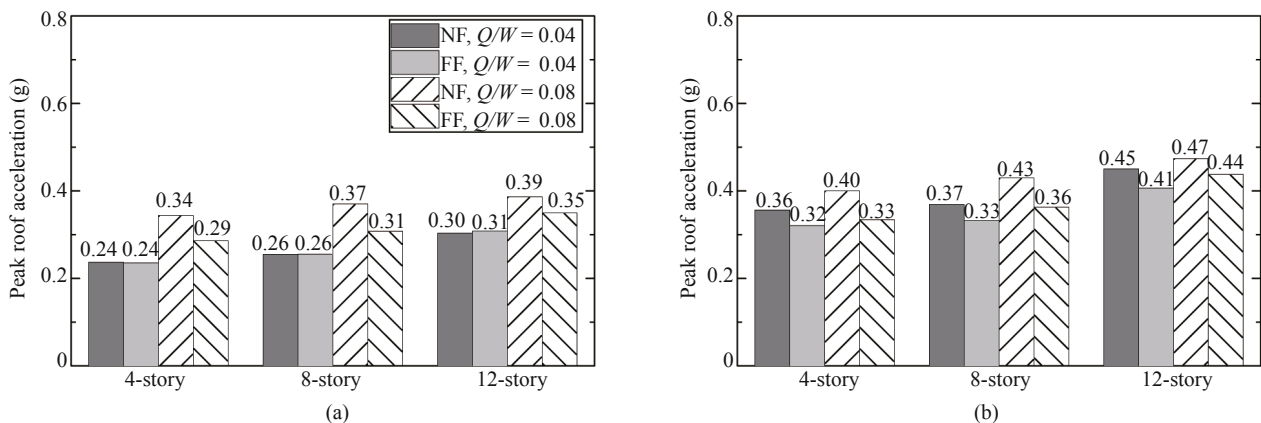 0.8
0.6
0.4
0.2
0
Peak roof acceleration (g)
NF, Q/W = 0.04
FF, Q/W = 0.04
NF, Q/W = 0.08
FF, Q/W = 0.08
0.24 0.24 0.34 0.29
0.26 0.26 0.37 0.31
0.30 0.31 0.39 0.35
4-story 8-story 12-story
(a)
0.8
0.6
0.4
0.2
0
Peak roof acceleration (g)
0.36 0.32 0.40 0.33
0.37 0.33 0.43 0.36
0.45 0.41 0.47 0.44
4-story 8-story 12-story
(b)